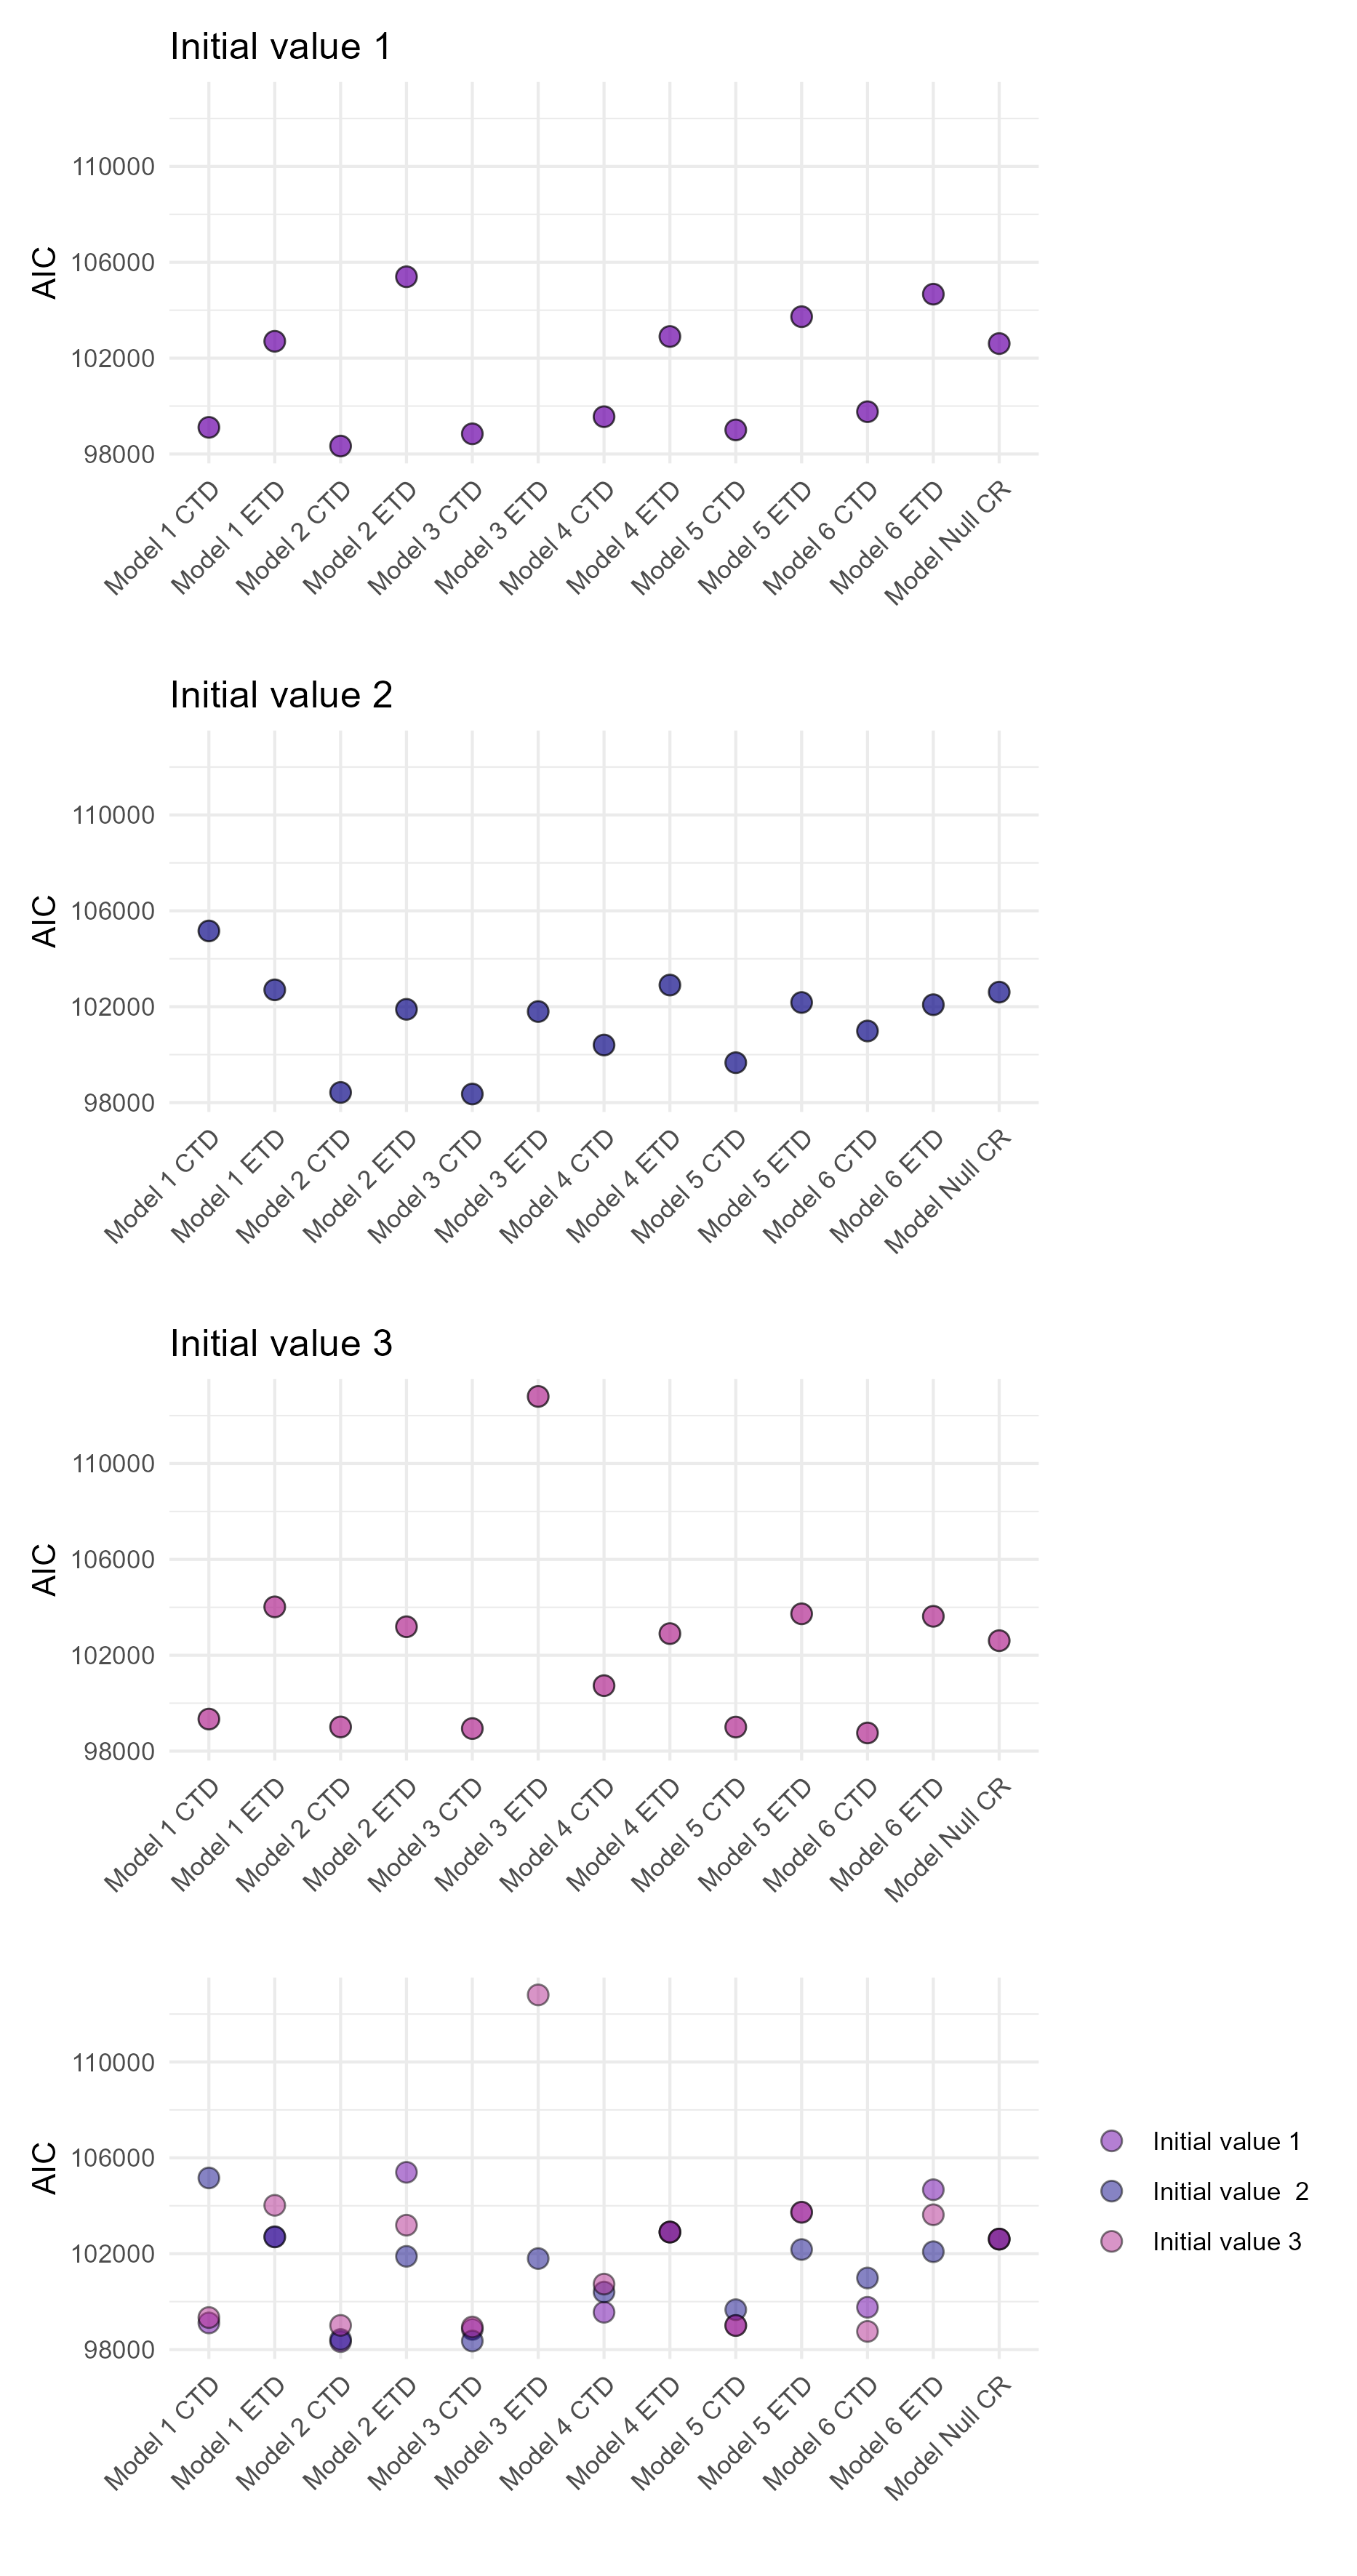 Initial value 1
AIC
110000
106000
102000
98000
Model 1 CTD
Model 1 ETD
Model 2 CTD
Model 2 ETD
Model 3 CTD
Model 3 ETD
Model 4 CTD
Model 4 ETD
Model 5 CTD
Model 5 ETD
Model 6 CTD
Model 6 ETD
Model Null CR
Initial value 2
AIC
110000
106000
102000
98000
Model 1 CTD
Model 1 ETD
Model 2 CTD
Model 2 ETD
Model 3 CTD
Model 3 ETD
Model 4 CTD
Model 4 ETD
Model 5 CTD
Model 5 ETD
Model 6 CTD
Model 6 ETD
Model Null CR
Initial value 3
AIC
110000
106000
102000
98000
Model 1 CTD
Model 1 ETD
Model 2 CTD
Model 2 ETD
Model 3 CTD
Model 3 ETD
Model 4 CTD
Model 4 ETD
Model 5 CTD
Model 5 ETD
Model 6 CTD
Model 6 ETD
Model Null CR
AIC
110000
106000
102000
98000
Model 1 CTD
Model 1 ETD
Model 2 CTD
Model 2 ETD
Model 3 CTD
Model 3 ETD
Model 4 CTD
Model 4 ETD
Model 5 CTD
Model 5 ETD
Model 6 CTD
Model 6 ETD
Model Null CR
Initial value 1
Initial value  2
Initial value 3